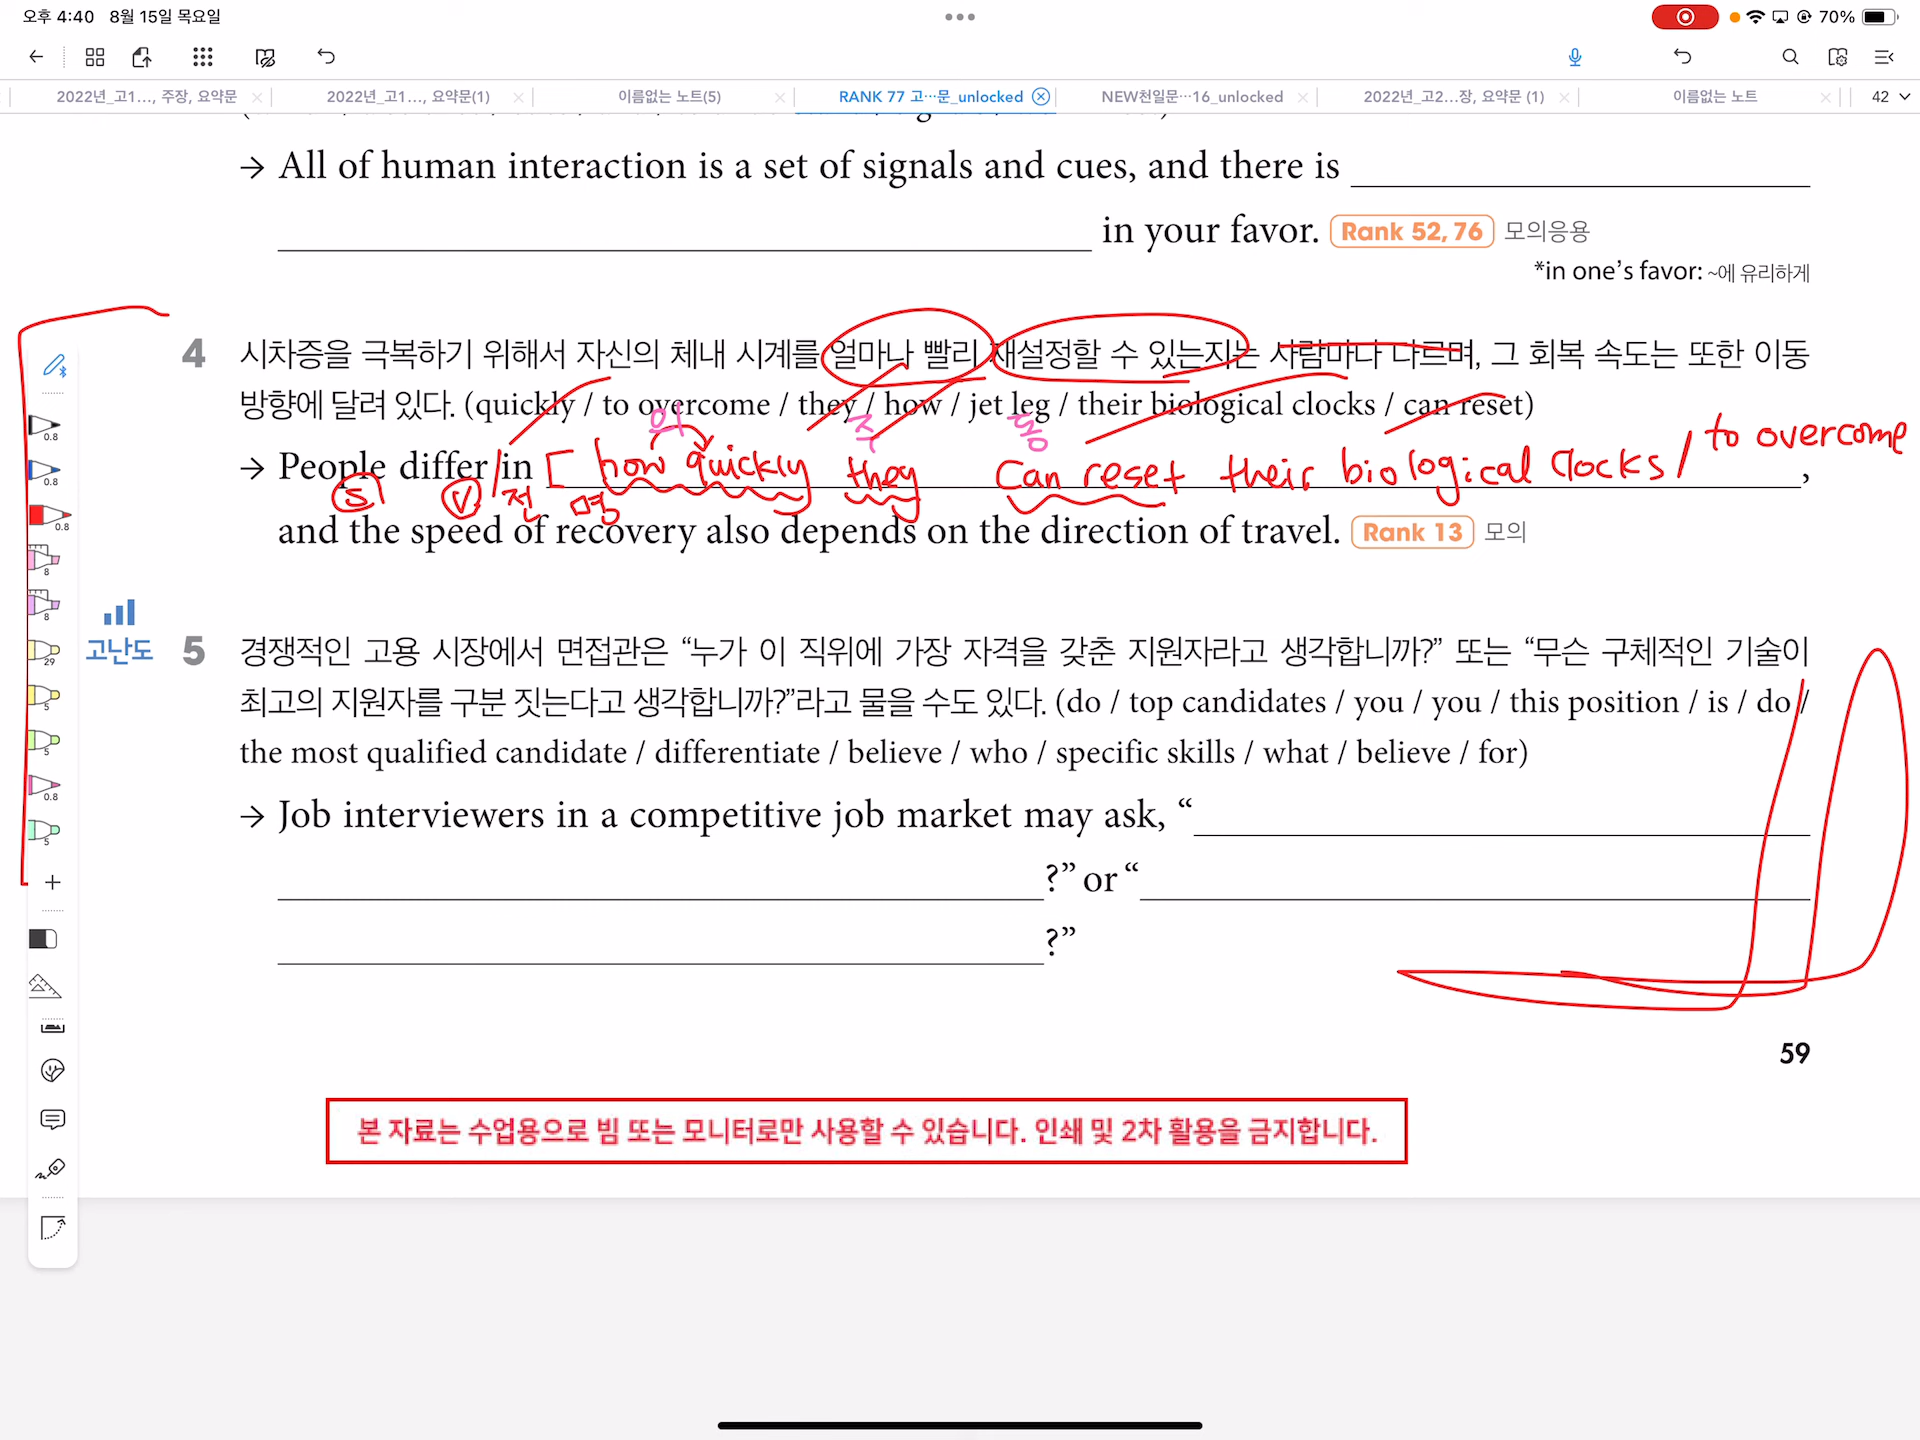 오후 4:40 8월 15일 목요일
70%
2022년_고1..., 주장, 요약문
2022년_고1..., 요약문(1)
이름없는 노트(5)
RANK 77 고…문_unlocked
NEW천일문…16_unlocked
2022년_고2...장, 요약문 (1)
이름없는 노트
42
→ All of human interaction is a set of signals and cues, and there is
in your favor. Rank 52, 76 모의응용
*in one's favor: ~에 유리하게
4 시차증을 극복하기 위해서 자신의 체내 시계를 얼마나 빨리 재설정할 수 있는지는 사람마다 다르며, 그 회복 속도는 또한 이동
방향에 달려 있다. (quickly / to overcome / they / how / jet leg / their biological clocks / can reset)
의 주 동
→ People differ in [ how quickly they can reset their biological clocks / to overcome ,
S V 전 명
and the speed of recovery also depends on the direction of travel. Rank 13 모의
고난도 5 경쟁적인 고용 시장에서 면접관은 “누가 이 직위에 가장 자격을 갖춘 지원자라고 생각합니까?” 또는 “무슨 구체적인 기술이
최고의 지원자를 구분 짓는다고 생각합니까?”라고 물을 수도 있다. (do / top candidates / you / you / this position / is / do /
the most qualified candidate / differentiate / believe / who / specific skills / what / believe / for)
→ Job interviewers in a competitive job market may ask, “
?” or “
?”
59
본 자료는 수업용으로 빔 또는 모니터로만 사용할 수 있습니다. 인쇄 및 2차 활용을 금지합니다.
0.8
0.8
0.8
8
8
29
5
5
0.8
5